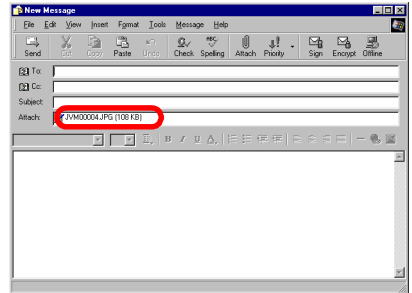 New Message
File Edit View Insert Format Tools Message Help
Send Cut Copy Paste Undo Check Spelling Attach Priority Sign Encrypt Offline
To:
Cc:
Subject:
Attach: JVM00004.JPG (108 KB)
B I U A